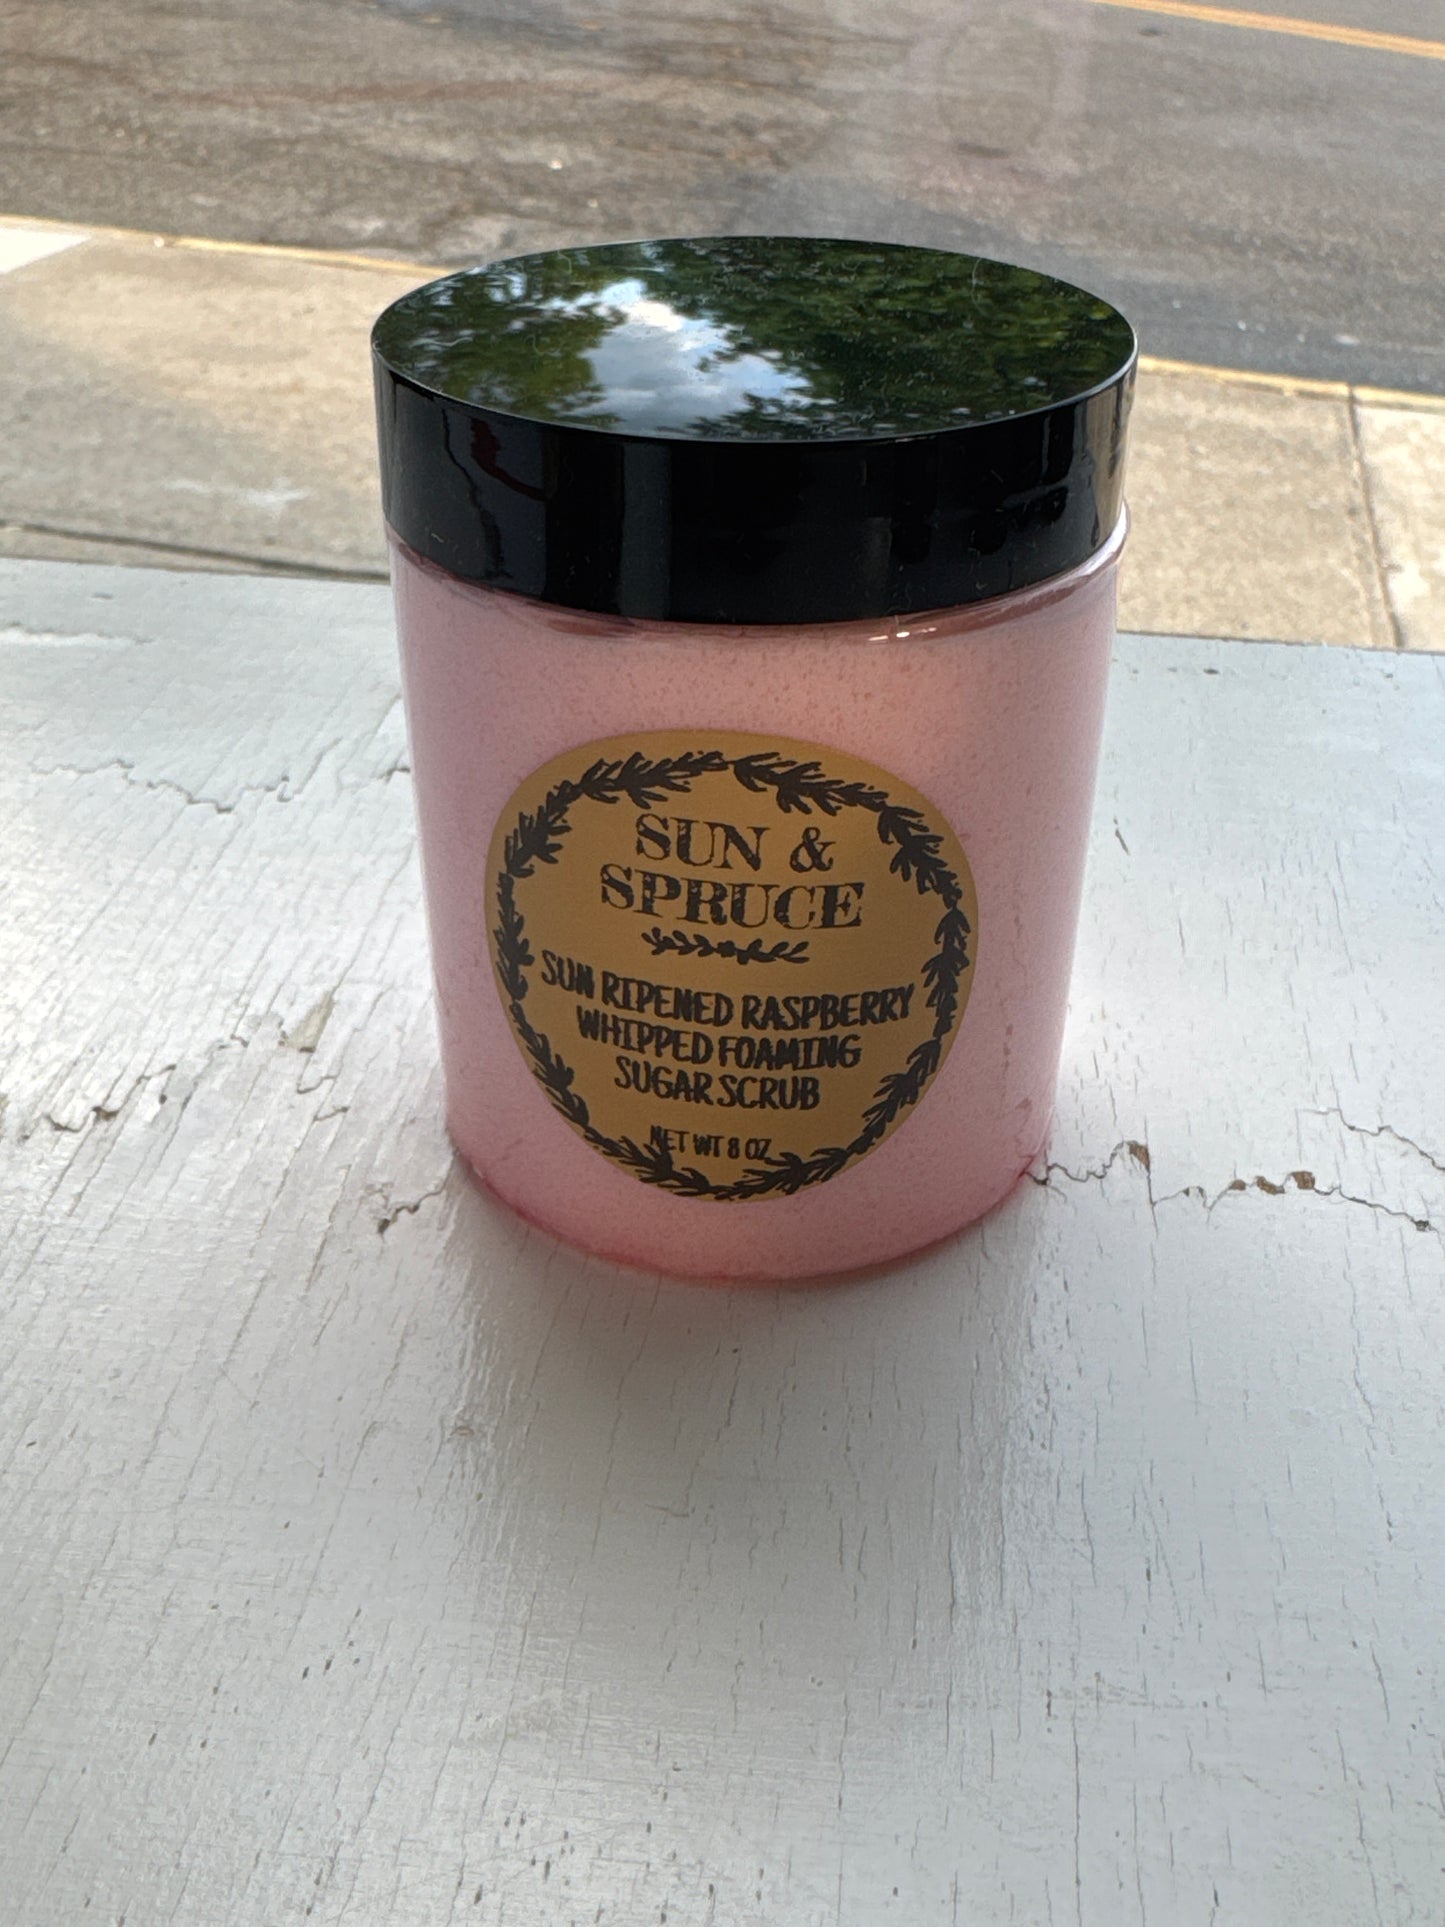 SUN &
SPRUCE
SUN RIPENED RASPBERRY
WHIPPED FOAMING
SUGAR SCRUB
NET WT 8 OZ